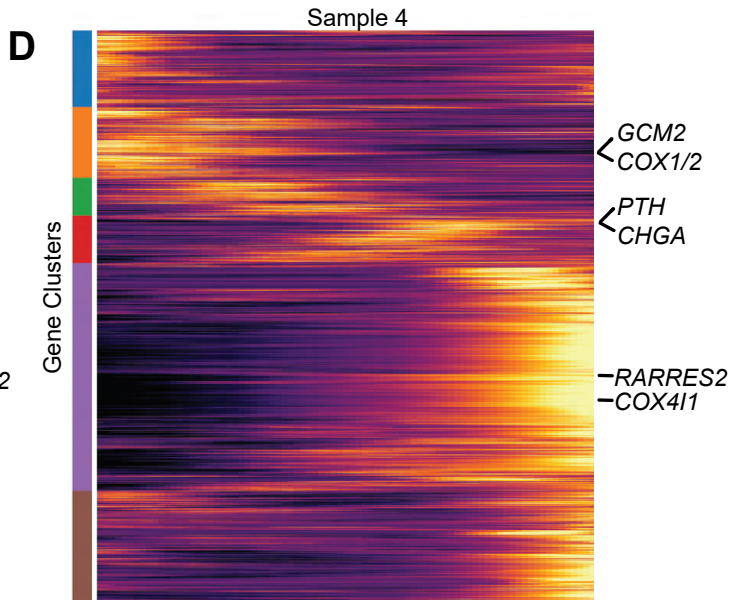 D
Sample 4
Gene Clusters
GCM2
COX1/2
PTH
CHGA
2
RARRES2
COX4I1